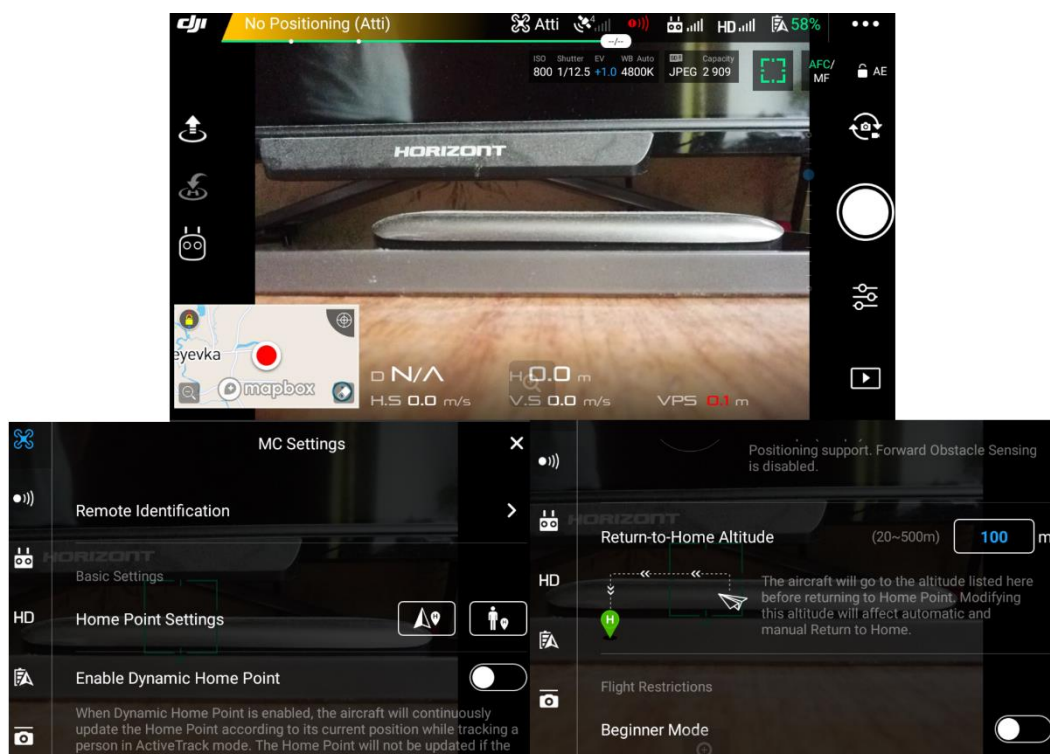 dji No Positioning (Atti) Atti 4 HD 58%
--/--
ISO Shutter EV WB Auto Capacity
800 1/12.5 +1.0 4800K JPEG 2 909 AFC/ MF AE
HORIZONT
eyevka
mapbox
D N/A H 0.0 m
H.S 0.0 m/s V.S 0.0 m/s VPS 0.1 m
MC Settings
Remote Identification
Basic Settings
HD Home Point Settings
Enable Dynamic Home Point
When Dynamic Home Point is enabled, the aircraft will continuously
update the Home Point according to its current position while tracking a
person in ActiveTrack mode. The Home Point will not be updated if the
HORIZONT
Positioning support. Forward Obstacle Sensing
is disabled.
HORIZONT
Return-to-Home Altitude (20~500m) 100 m
HD
The aircraft will go to the altitude listed here
before returning to Home Point. Modifying
this altitude will affect automatic and
manual Return to Home.
H
Flight Restrictions
Beginner Mode